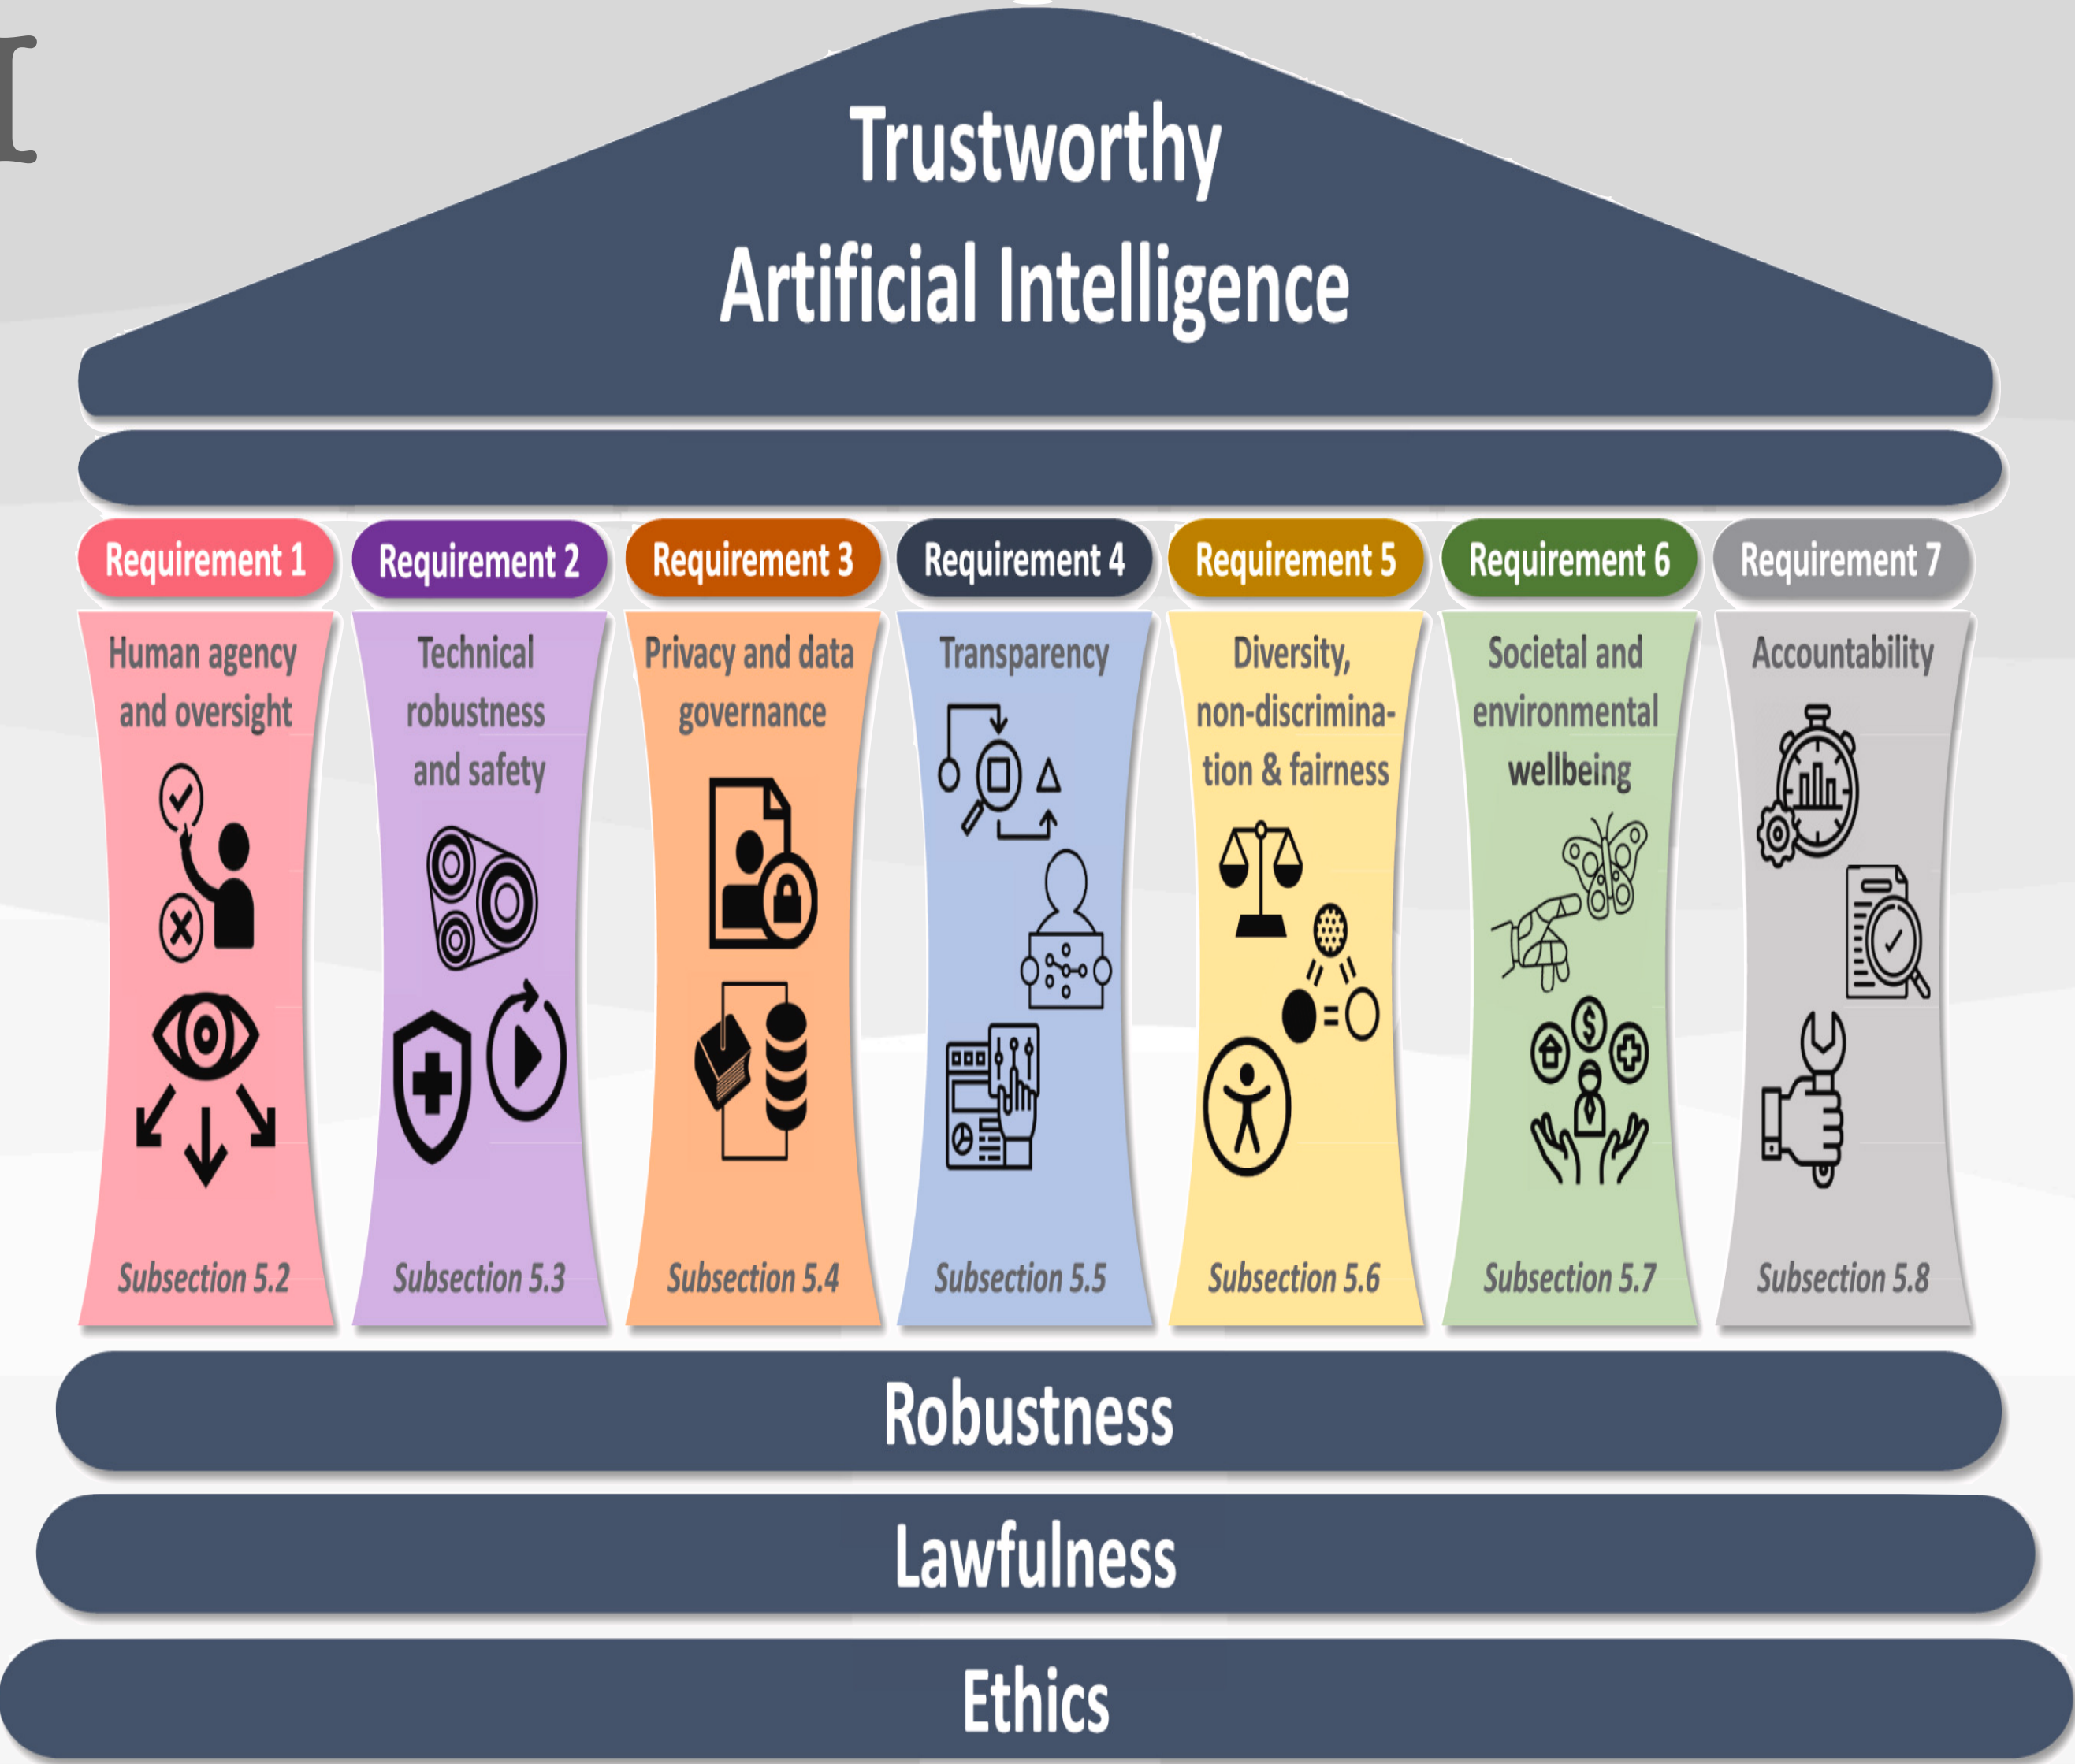 Trustworthy
Artificial Intelligence
Requirement 1
Requirement 2
Requirement 3
Requirement 4
Requirement 5
Requirement 6
Requirement 7
Human agency
and oversight
Technical
robustness
and safety
Privacy and data
governance
Transparency
Diversity,
non-discrimina-
tion & fairness
Societal and
environmental
wellbeing
Accountability
Subsection 5.2
Subsection 5.3
Subsection 5.4
Subsection 5.5
Subsection 5.6
Subsection 5.7
Subsection 5.8
Robustness
Lawfulness
Ethics